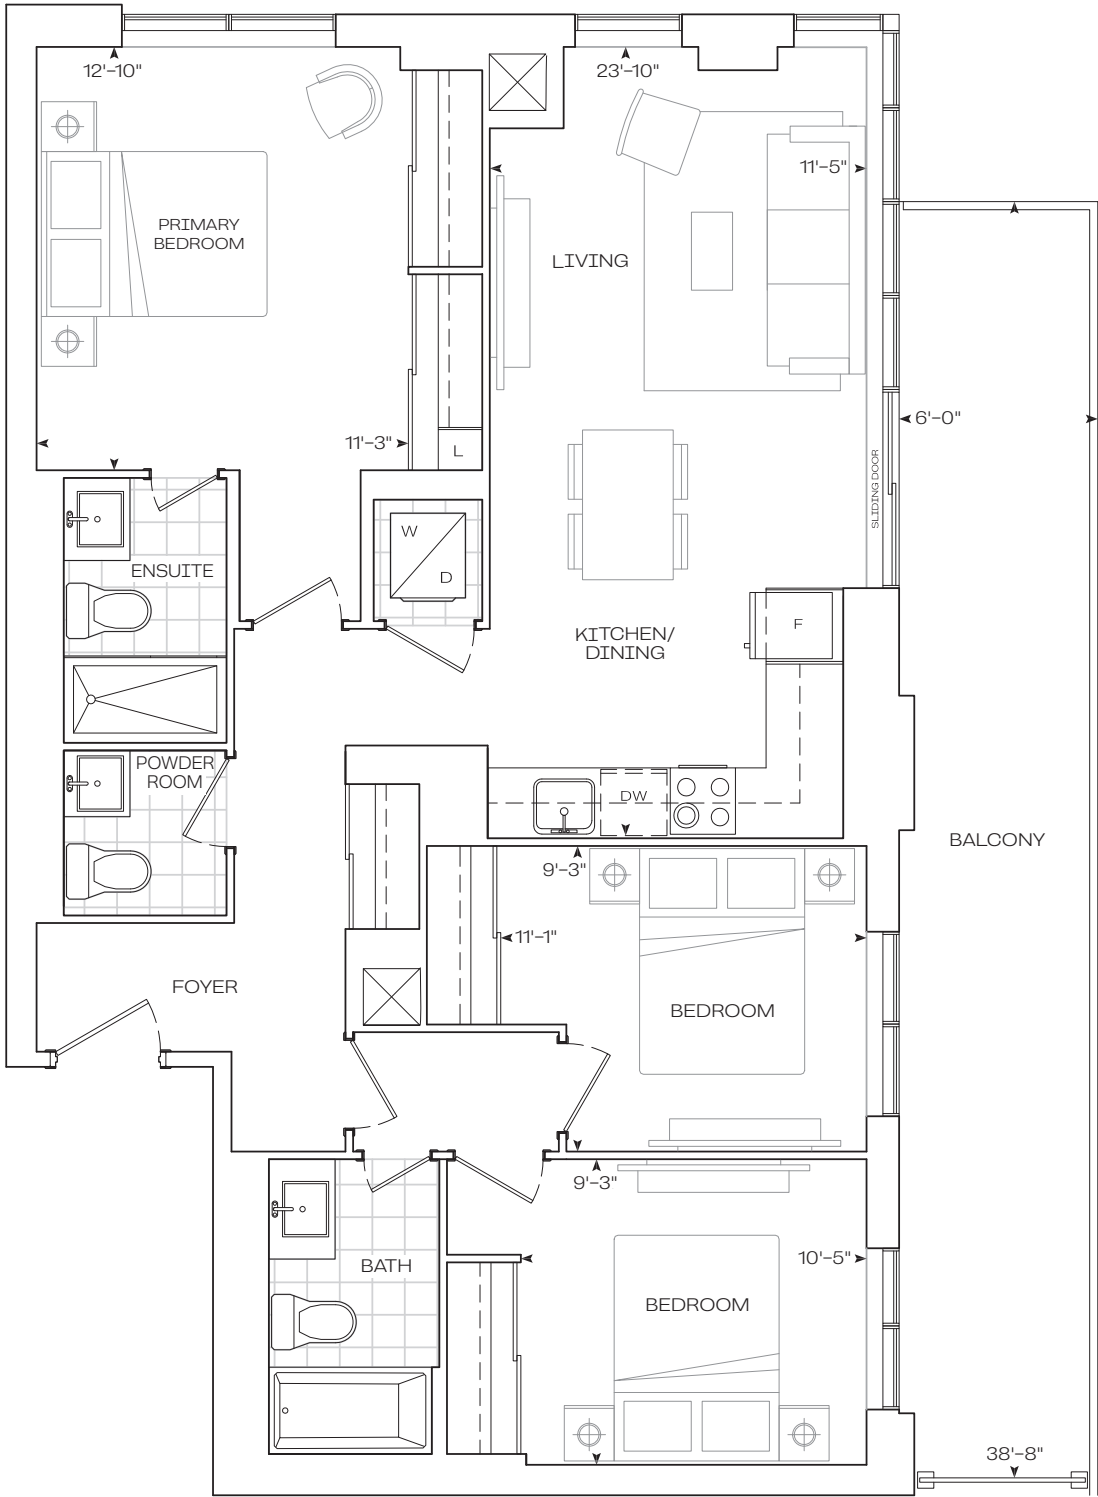 12'-10"
23'-10"
11'-5"
PRIMARY
BEDROOM
LIVING
6'-0"
11'-3"
L
SLIDING DOOR
W
D
ENSUITE
F
KITCHEN/
DINING
POWDER
ROOM
DW
BALCONY
9'-3"
11'-1"
FOYER
BEDROOM
9'-3"
10'-5"
BATH
BEDROOM
38'-8"